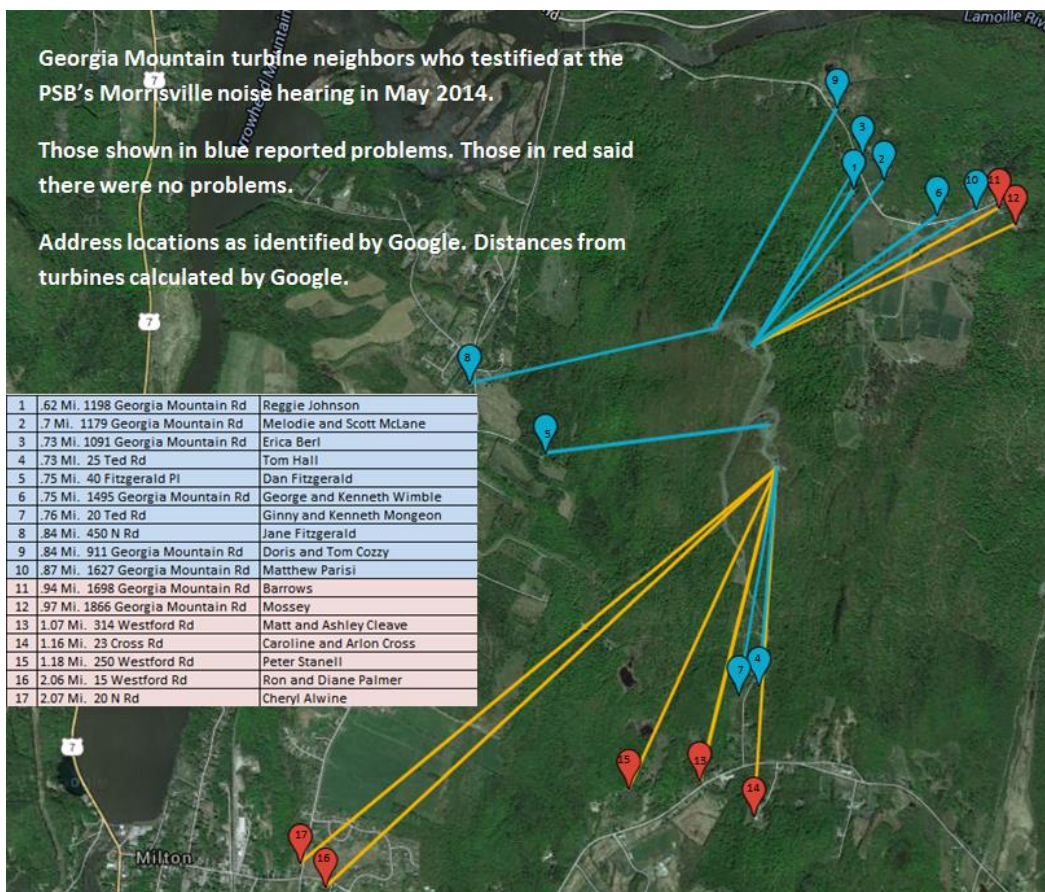 Lamoille Riv
Georgia Mountain turbine neighbors who testified at the
PSB's Morrisville noise hearing in May 2014.
Those shown in blue reported problems. Those in red said
there were no problems.
Address locations as identified by Google. Distances from
turbines calculated by Google.
7
rrowhead Mountain
7
9
3
1
2
6
10
11
12
8
5
1 .62 Mi. 1198 Georgia Mountain Rd Reggie Johnson
2 .7 Mi. 1179 Georgia Mountain Rd Melodie and Scott McLane
3 .73 Mi. 1091 Georgia Mountain Rd Erica Berl
4 .73 MI. 25 Ted Rd Tom Hall
5 .75 Mi. 40 Fitzgerald Pl Dan Fitzgerald
6 .75 Mi. 1495 Georgia Mountain Rd George and Kenneth Wimble
7 .76 Mi. 20 Ted Rd Ginny and Kenneth Mongeon
8 .84 Mi. 450 N Rd Jane Fitzgerald
9 .84 Mi. 911 Georgia Mountain Rd Doris and Tom Cozzy
10 .87 Mi. 1627 Georgia Mountain Rd Matthew Parisi
11 .94 Mi. 1698 Georgia Mountain Rd Barrows
12 .97 Mi. 1866 Georgia Mountain Rd Mossey
13 1.07 Mi. 314 Westford Rd Matt and Ashley Cleave
14 1.16 Mi. 23 Cross Rd Caroline and Arlon Cross
15 1.18 Mi. 250 Westford Rd Peter Stanell
16 2.06 Mi. 15 Westford Rd Ron and Diane Palmer
17 2.07 Mi. 20 N Rd Cheryl Alwine
7
4
7
15
13
14
17
16
Milton